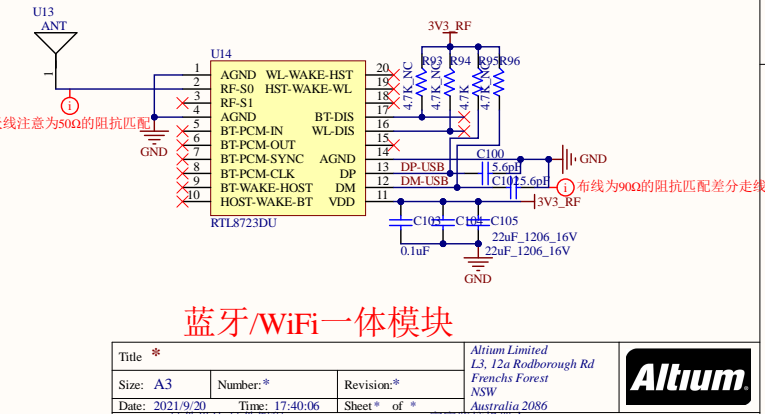 U13
ANT
1
线注意为50Ω的阻抗匹配
GND
U14
1 AGND WL-WAKE-HST 20
2 RF-S0 HST-WAKE-WL 19
3 RF-S1 18
4 AGND BT-DIS 17
5 BT-PCM-IN WL-DIS 16
6 BT-PCM-OUT 15
7 BT-PCM-SYNC AGND 14
8 BT-PCM-CLK DP 13
9 BT-WAKE-HOST DM 12
10 HOST-WAKE-BT VDD 11
RTL8723DU
3V3_RF
R93 R94 R95 R96
4.7K_NC 4.7K_NC 4.7K 4.7K_NC
DP-USB
DM-USB
C100
5.6pF
C102 5.6pF
GND
布线为90Ω的阻抗匹配差分走线
3V3_RF
C103 C104 C105
0.1uF
22uF_1206_16V
22uF_1206_16V
GND
蓝牙/WiFi一体模块
Title *
Size: A3 Number:* Revision:*
Date: 2021/9/20 Time: 17:40:06 Sheet * of *
Altium Limited
L3, 12a Rodborough Rd
Frenchs Forest
NSW
Australia 2086
Altium